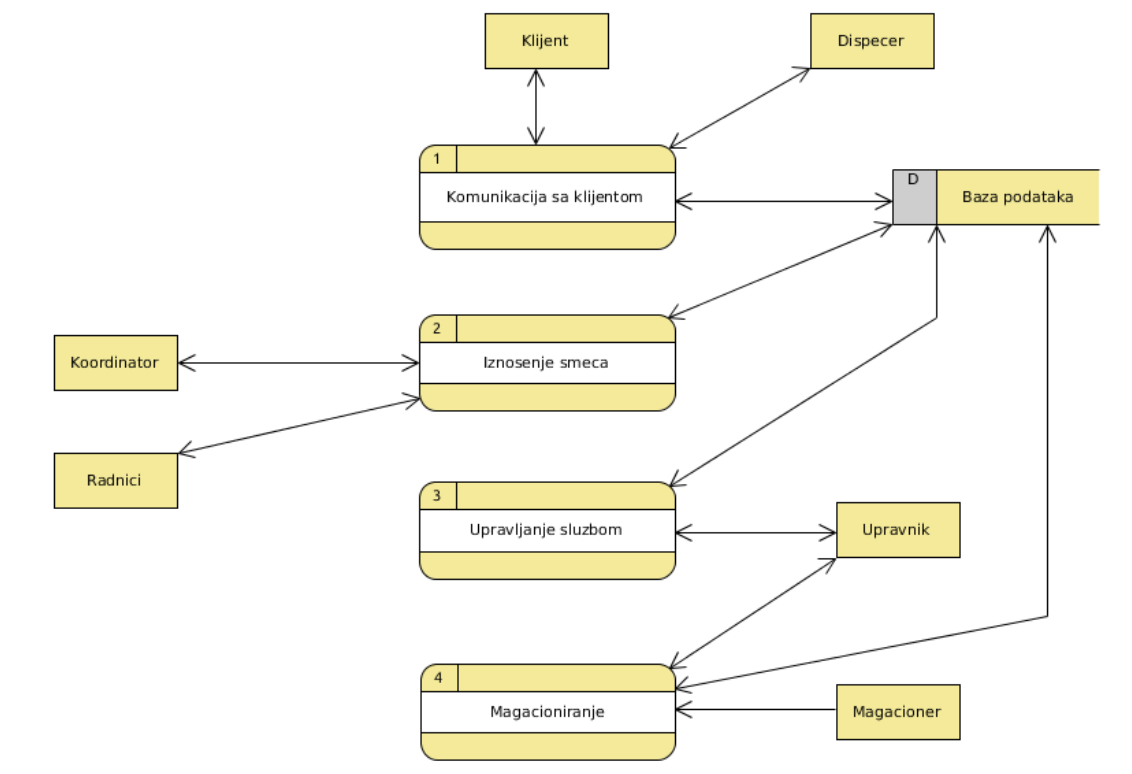 Klijent
Dispecer
1
Komunikacija sa klijentom
D
Baza podataka
2
Iznosenje smeca
Koordinator
Radnici
3
Upravljanje sluzbom
Upravnik
4
Magacioniranje
Magacioner